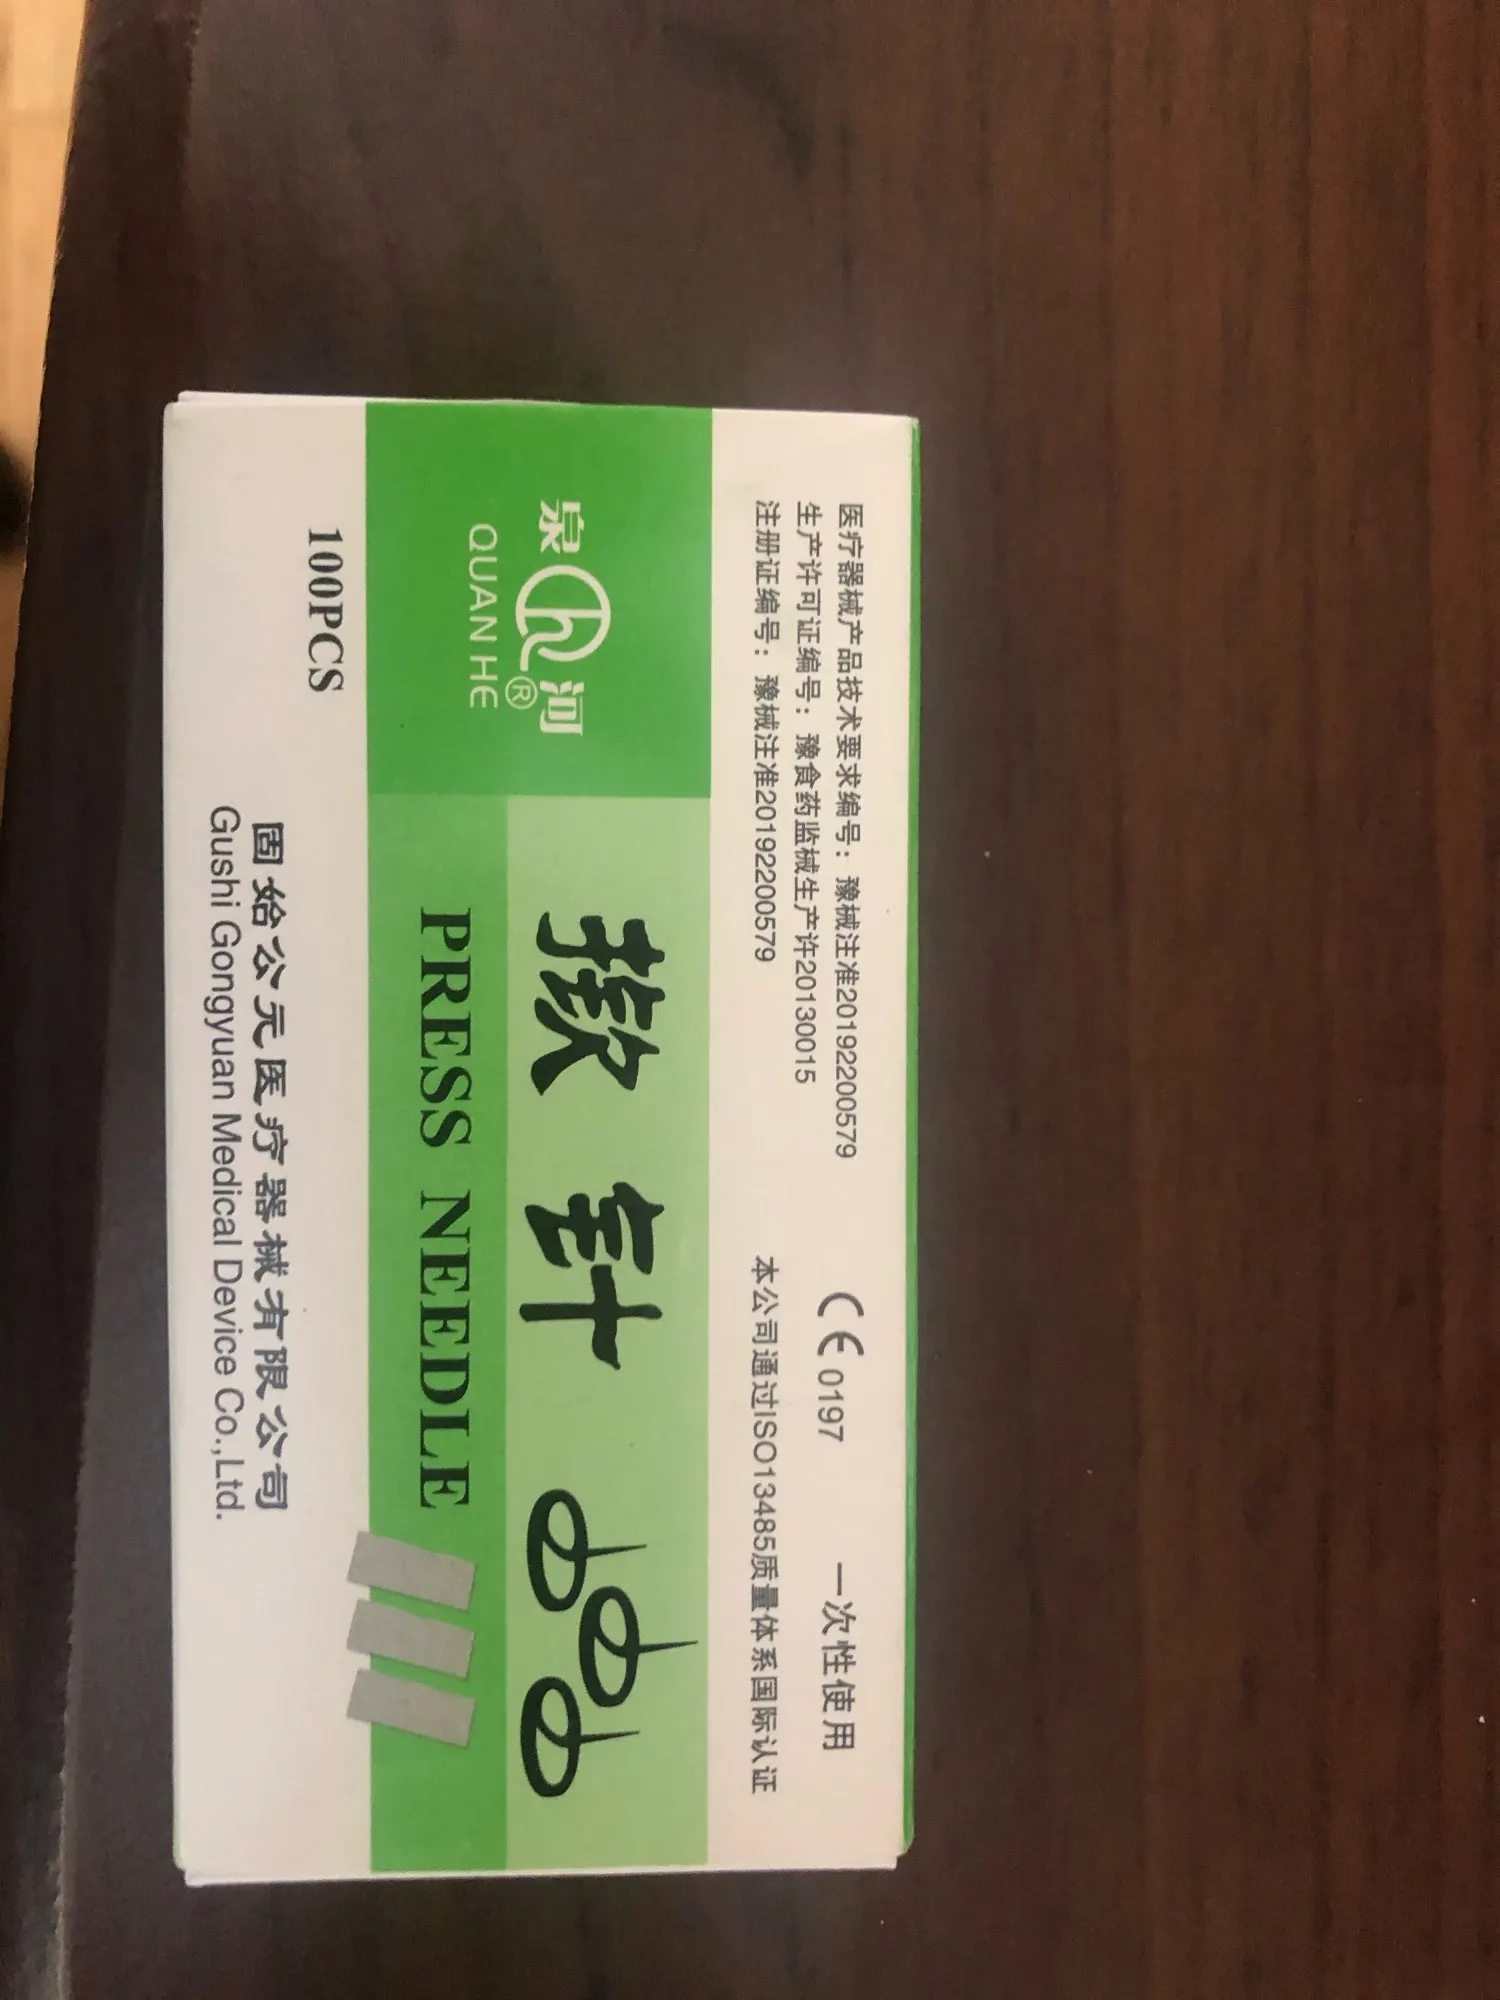 医疗器械产品技术要求编号：豫械注准20192200579
生产许可证编号：豫食药监械生产许20130015
注册证编号：豫械注准20192200579
CE 0197
一次性使用
本公司通过ISO13485质量体系国际认证
泉 h 河®
QUAN HE
揿针
PRESS NEEDLE
100PCS
固始公元医疗器械有限公司
Gushi Gongyuan Medical Device Co.,Ltd.